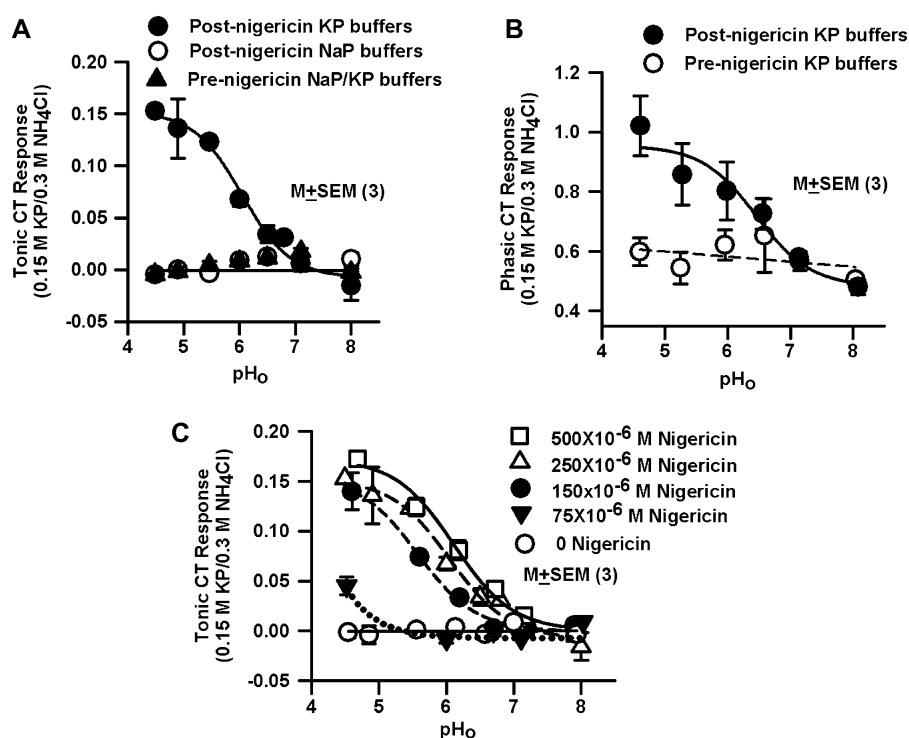 A
Post-nigericin KP buffers
Post-nigericin NaP buffers
Pre-nigericin NaP/KP buffers
0.20
0.15
0.10
0.05
0.00
-0.05
Tonic CT Response
(0.15 M KP/0.3 M NH4Cl)
M±SEM (3)
4 5 6 7 8
pHO
B
Post-nigericin KP buffers
Pre-nigericin KP buffers
1.2
1.0
0.8
0.6
0.4
Phasic CT Response
(0.15 M KP/0.3 M NH4Cl)
M±SEM (3)
4 5 6 7 8
pHO
C
500X10-6 M Nigericin
250X10-6 M Nigericin
150x10-6 M Nigericin
75X10-6 M Nigericin
0 Nigericin
M±SEM (3)
0.20
0.15
0.10
0.05
0.00
-0.05
Tonic CT Response
(0.15 M KP/0.3 M NH4Cl)
4 5 6 7 8
pHO